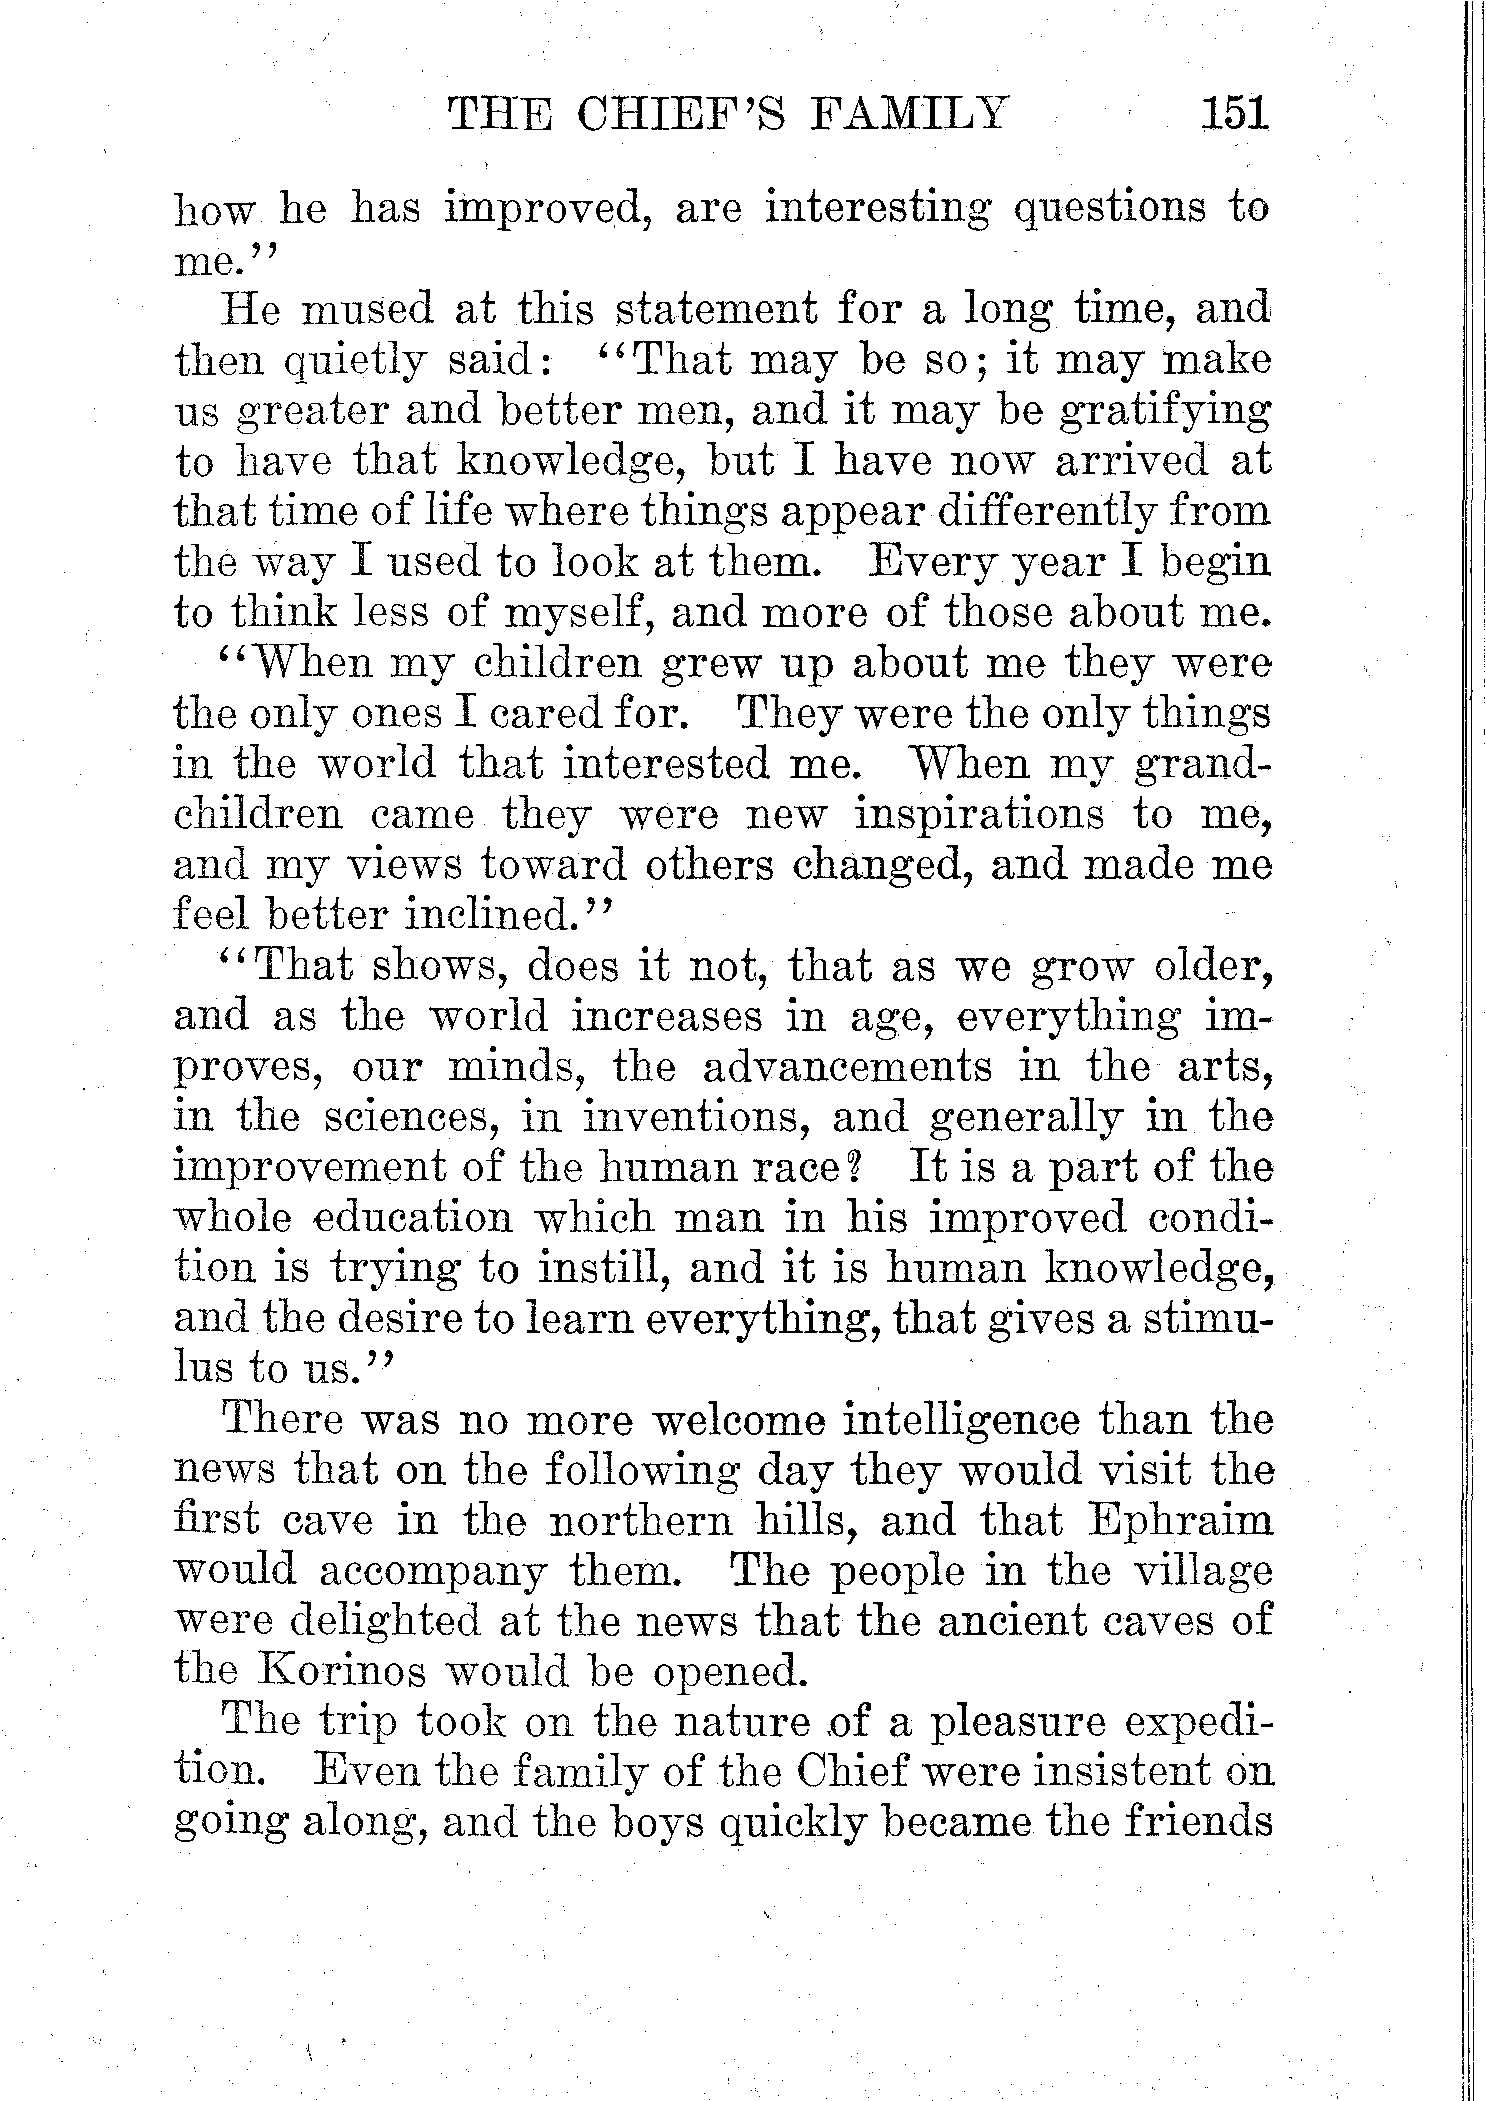 THE CHIEF'S FAMILY 151
how he has improved, are interesting questions to
me."
He mused at this statement for a long time, and
then quietly said: "That may be so; it may make
us greater and better men, and it may be gratifying
to have that knowledge, but I have now arrived at
that time of life where things appear differently from
the way I used to look at them. Every year I begin
to think less of myself, and more of those about me.
"When my children grew up about me they were
the only ones I cared for. They were the only things
in the world that interested me. When my grand-
children came they were new inspirations to me,
and my views toward others changed, and made me
feel better inclined."
"That shows, does it not, that as we grow older,
and as the world increases in age, everything im-
proves, our minds, the advancements in the arts,
in the sciences, in inventions, and generally in the
improvement of the human race? It is a part of the
whole education which man in his improved condi-
tion is trying to instill, and it is human knowledge,
and the desire to learn everything, that gives a stimu-
lus to us."
There was no more welcome intelligence than the
news that on the following day they would visit the
first cave in the northern hills, and that Ephraim
would accompany them. The people in the village
were delighted at the news that the ancient caves of
the Korinos would be opened.
The trip took on the nature of a pleasure expedi-
tion. Even the family of the Chief were insistent on
going along, and the boys quickly became the friends